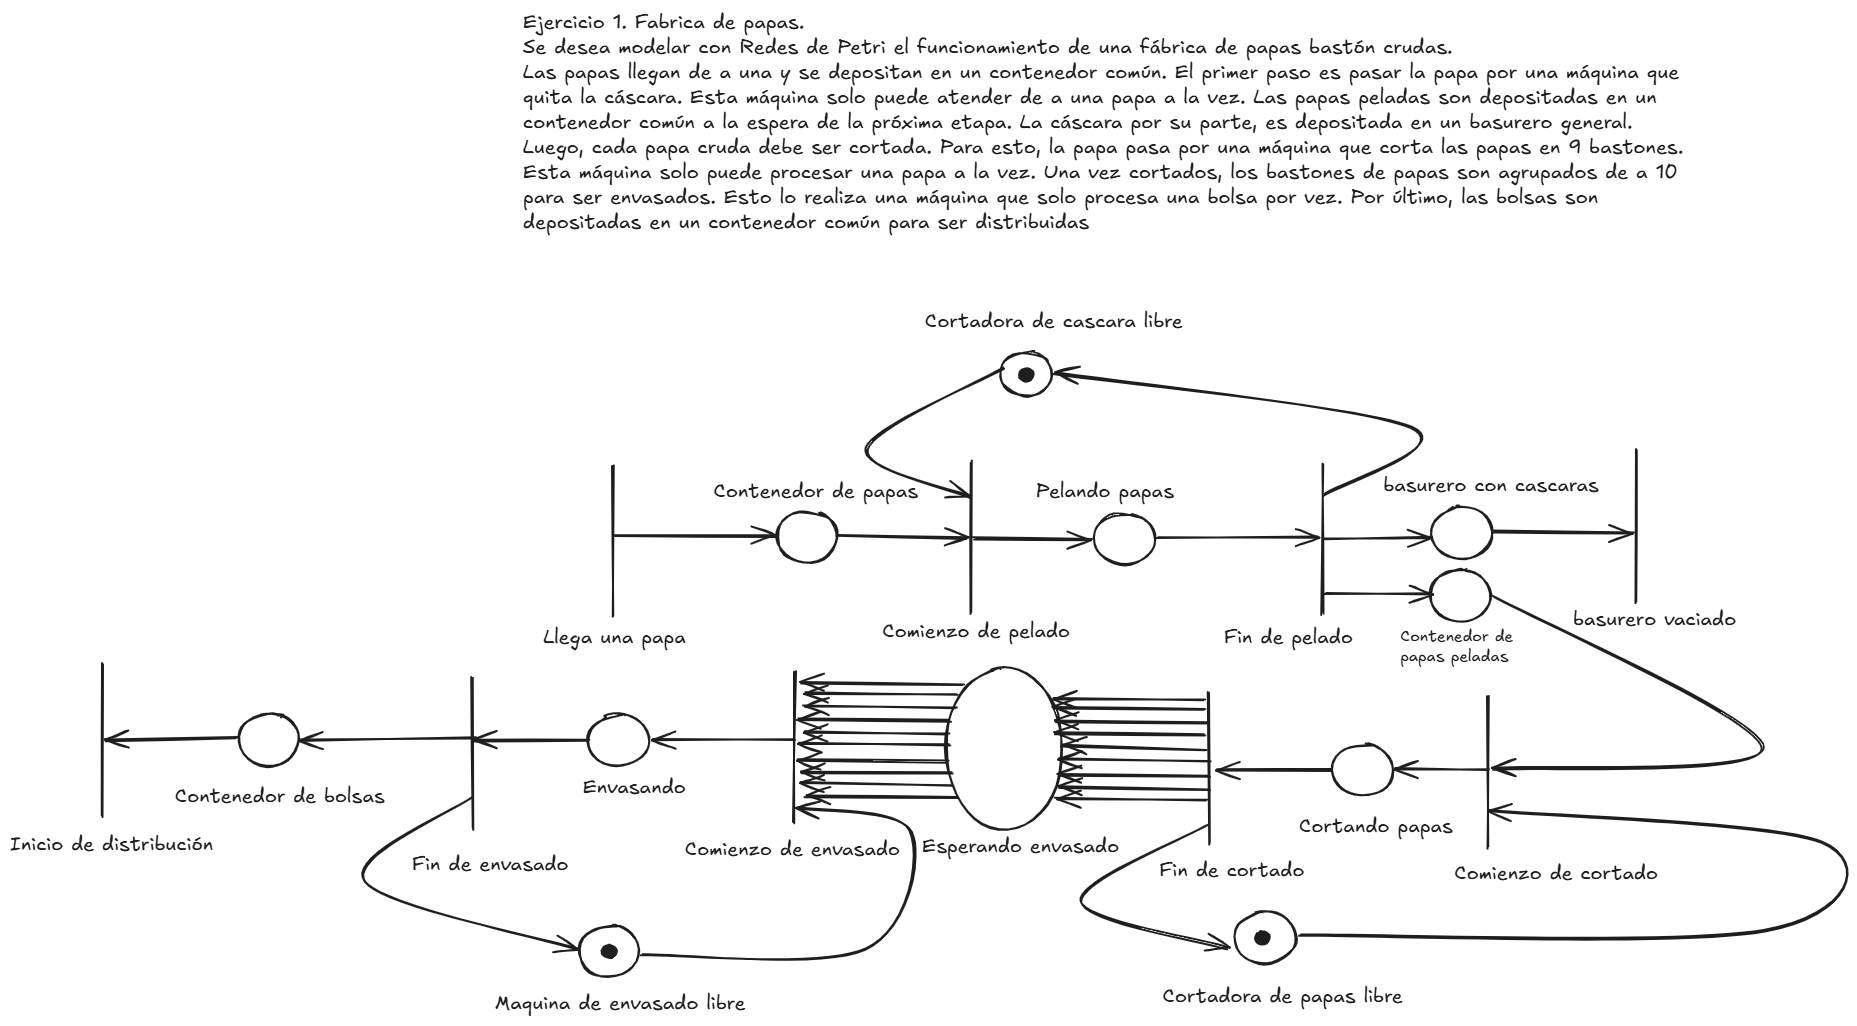 Ejercicio 1. Fabrica de papas.
Se desea modelar con Redes de Petri el funcionamiento de una fábrica de papas bastón crudas.
Las papas llegan de a una y se depositan en un contenedor común. El primer paso es pasar la papa por una máquina que
quita la cáscara. Esta máquina solo puede atender de a una papa a la vez. Las papas peladas son depositadas en un
contenedor común a la espera de la próxima etapa. La cáscara por su parte, es depositada en un basurero general.
Luego, cada papa cruda debe ser cortada. Para esto, la papa pasa por una máquina que corta las papas en 9 bastones.
Esta máquina solo puede procesar una papa a la vez. Una vez cortados, los bastones de papas son agrupados de a 10
para ser envasados. Esto lo realiza una máquina que solo procesa una bolsa por vez. Por último, las bolsas son
depositadas en un contenedor común para ser distribuidas
Cortadora de cascara libre
Contenedor de papas
Pelando papas
basurero con cascaras
Llega una papa
Comienzo de pelado
Fin de pelado
Contenedor de
papas peladas
basurero vaciado
Contenedor de bolsas
Envasando
Cortando papas
Inicio de distribución
Fin de envasado
Comienzo de envasado
Esperando envasado
Fin de cortado
Comienzo de cortado
Maquina de envasado libre
Cortadora de papas libre